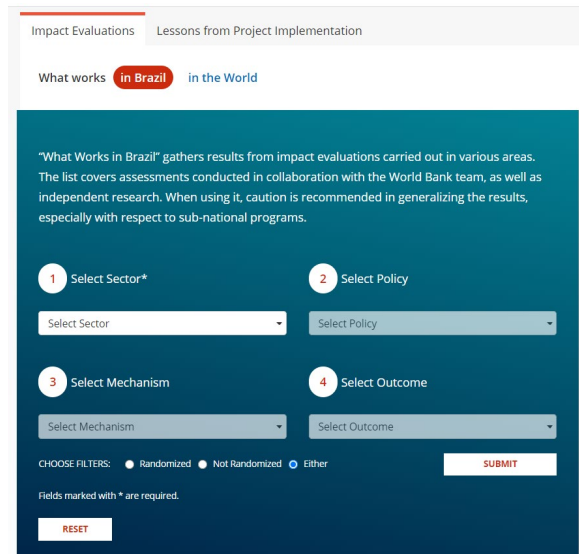 Impact Evaluations Lessons from Project Implementation
What works in Brazil in the World
“What Works in Brazil” gathers results from impact evaluations carried out in various areas.
The list covers assessments conducted in collaboration with the World Bank team, as well as
independent research. When using it, caution is recommended in generalizing the results,
especially with respect to sub-national programs.
1 Select Sector*
2 Select Policy
Select Sector
Select Policy
3 Select Mechanism
4 Select Outcome
Select Mechanism
Select Outcome
CHOOSE FILTERS: Randomized Not Randomized Either
SUBMIT
Fields marked with * are required.
RESET